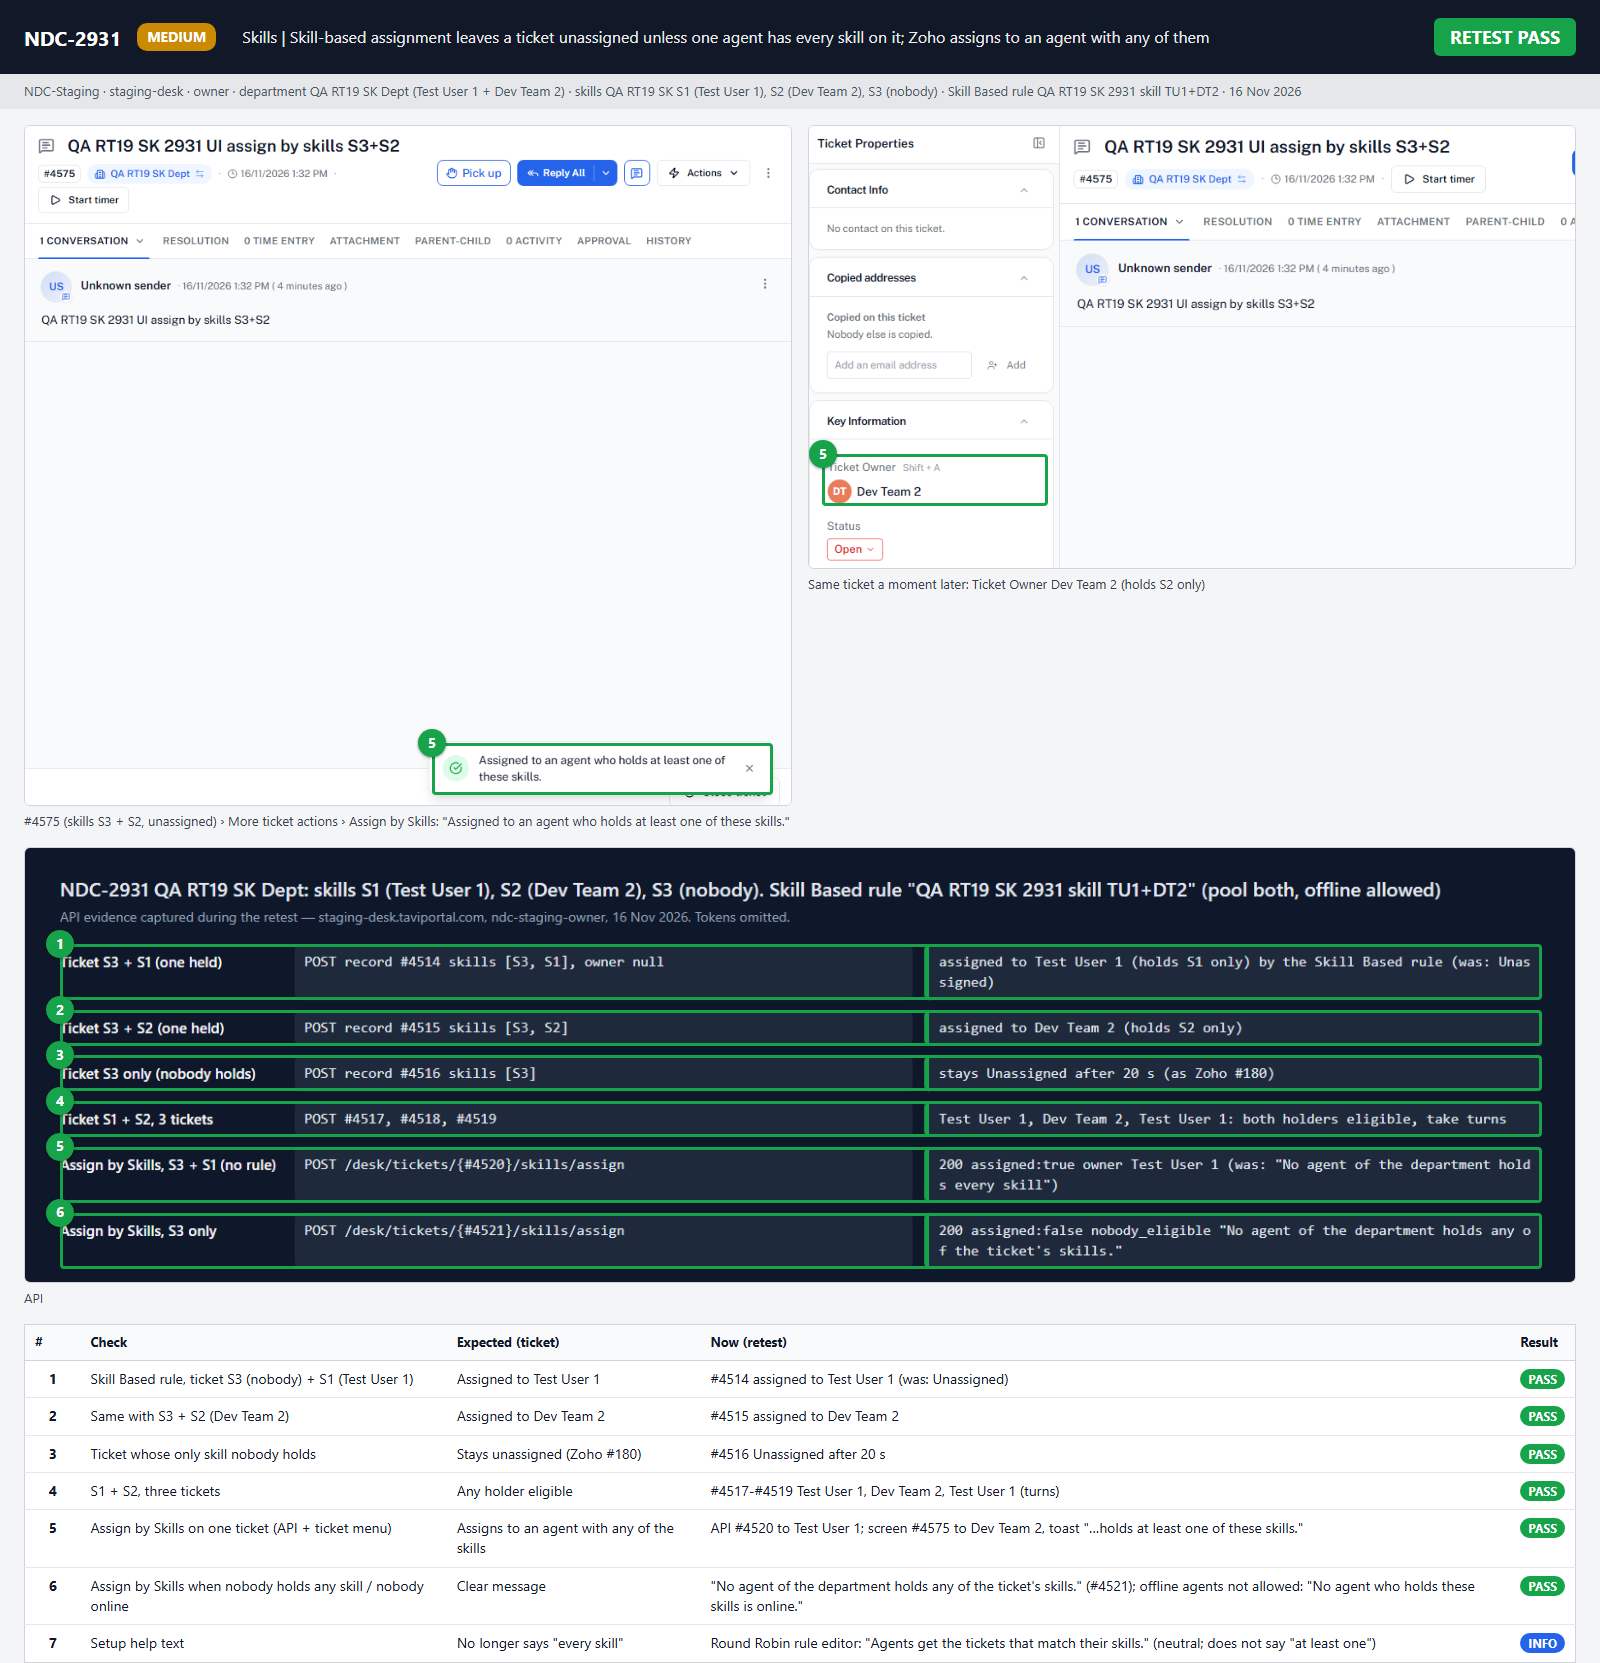 NDC-2931
MEDIUM
Skills | Skill-based assignment leaves a ticket unassigned unless one agent has every skill on it; Zoho assigns to an agent with any of them
RETEST PASS
NDC-Staging · staging-desk · owner · department QA RT19 SK Dept (Test User 1 + Dev Team 2) · skills QA RT19 SK S1 (Test User 1), S2 (Dev Team 2), S3 (nobody) · Skill Based rule QA RT19 SK 2931 skill TU1+DT2 · 16 Nov 2026
QA RT19 SK 2931 UI assign by skills S3+S2
#4575 QA RT19 SK Dept · 16/11/2026 1:32 PM ·
Pick up Reply All Actions
Start timer
1 CONVERSATION RESOLUTION 0 TIME ENTRY ATTACHMENT PARENT-CHILD 0 ACTIVITY APPROVAL HISTORY
US Unknown sender · 16/11/2026 1:32 PM ( 4 minutes ago )
QA RT19 SK 2931 UI assign by skills S3+S2
5
Assigned to an agent who holds at least one of
these skills.
#4575 (skills S3 + S2, unassigned) › More ticket actions › Assign by Skills: "Assigned to an agent who holds at least one of these skills."
Ticket Properties
Contact Info
No contact on this ticket.
Copied addresses
Copied on this ticket
Nobody else is copied.
Add an email address Add
Key Information
5
Ticket Owner Shift + A
DT Dev Team 2
Status
Open
QA RT19 SK 2931 UI assign by skills S3+S2
#4575 QA RT19 SK Dept · 16/11/2026 1:32 PM · Start timer
1 CONVERSATION RESOLUTION 0 TIME ENTRY ATTACHMENT PARENT-CHILD 0 A
US Unknown sender · 16/11/2026 1:32 PM ( 4 minutes ago )
QA RT19 SK 2931 UI assign by skills S3+S2
Same ticket a moment later: Ticket Owner Dev Team 2 (holds S2 only)
NDC-2931 QA RT19 SK Dept: skills S1 (Test User 1), S2 (Dev Team 2), S3 (nobody). Skill Based rule "QA RT19 SK 2931 skill TU1+DT2" (pool both, offline allowed)
API evidence captured during the retest — staging-desk.taviportal.com, ndc-staging-owner, 16 Nov 2026. Tokens omitted.
1
Ticket S3 + S1 (one held) POST record #4514 skills [S3, S1], owner null assigned to Test User 1 (holds S1 only) by the Skill Based rule (was: Unas
signed)
2
Ticket S3 + S2 (one held) POST record #4515 skills [S3, S2] assigned to Dev Team 2 (holds S2 only)
3
Ticket S3 only (nobody holds) POST record #4516 skills [S3] stays Unassigned after 20 s (as Zoho #180)
4
Ticket S1 + S2, 3 tickets POST #4517, #4518, #4519 Test User 1, Dev Team 2, Test User 1: both holders eligible, take turns
5
Assign by Skills, S3 + S1 (no rule) POST /desk/tickets/{#4520}/skills/assign 200 assigned:true owner Test User 1 (was: "No agent of the department hold
s every skill")
6
Assign by Skills, S3 only POST /desk/tickets/{#4521}/skills/assign 200 assigned:false nobody_eligible "No agent of the department holds any o
f the ticket's skills."
API
# Check Expected (ticket) Now (retest) Result
1 Skill Based rule, ticket S3 (nobody) + S1 (Test User 1) Assigned to Test User 1 #4514 assigned to Test User 1 (was: Unassigned) PASS
2 Same with S3 + S2 (Dev Team 2) Assigned to Dev Team 2 #4515 assigned to Dev Team 2 PASS
3 Ticket whose only skill nobody holds Stays unassigned (Zoho #180) #4516 Unassigned after 20 s PASS
4 S1 + S2, three tickets Any holder eligible #4517-#4519 Test User 1, Dev Team 2, Test User 1 (turns) PASS
5 Assign by Skills on one ticket (API + ticket menu) Assigns to an agent with any of the API #4520 to Test User 1; screen #4575 to Dev Team 2, toast "...holds at least one of these skills." PASS
skills
6 Assign by Skills when nobody holds any skill / nobody Clear message "No agent of the department holds any of the ticket's skills." (#4521); offline agents not allowed: "No agent who holds these PASS
online skills is online."
7 Setup help text No longer says "every skill" Round Robin rule editor: "Agents get the tickets that match their skills." (neutral; does not say "at least one") INFO